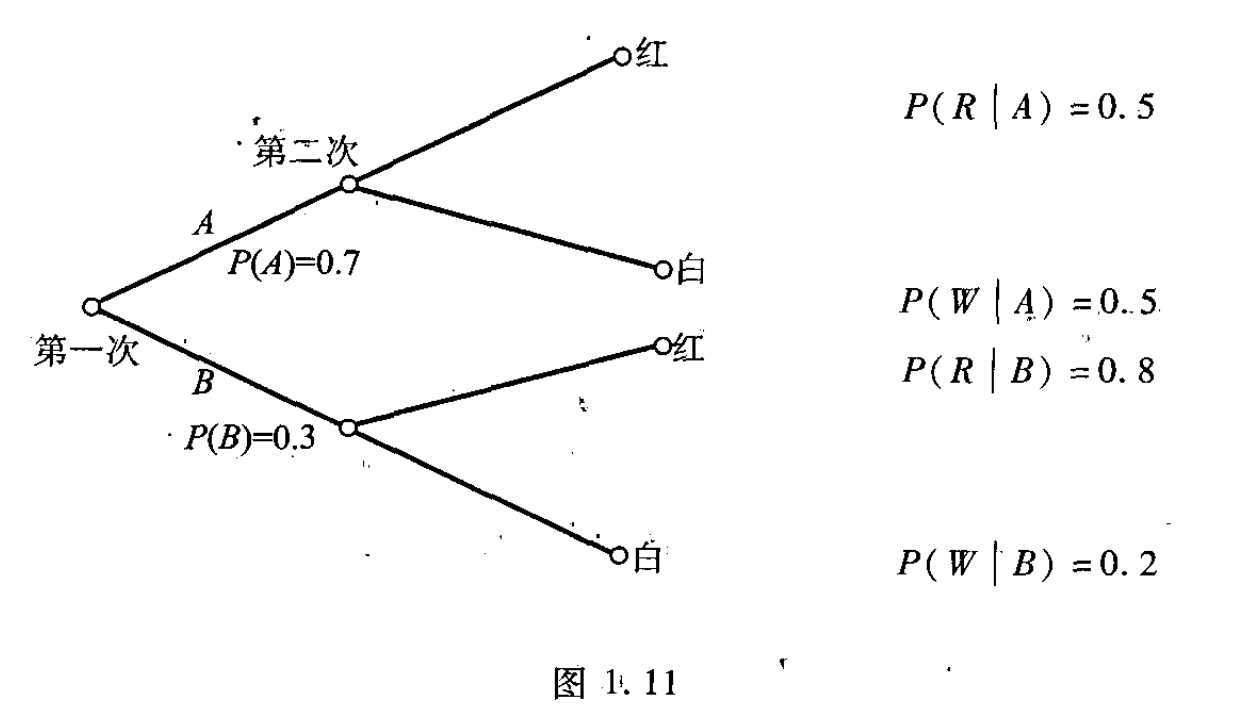 红
P(R|A)=0.5
第二次
A
P(A)=0.7
白
P(W|A)=0.5
第一次
红
B
P(R|B)=0.8
P(B)=0.3
白
P(W|B)=0.2
图 1.11